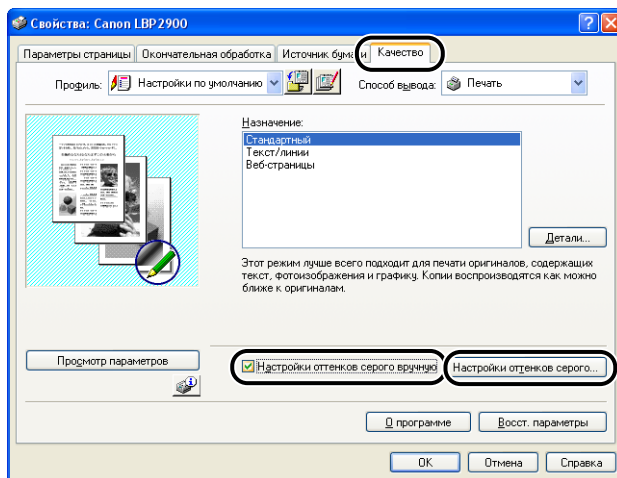 Свойства: Canon LBP2900
Параметры страницы Окончательная обработка Источник бумаги Качество
Профиль: Настройки по умолчанию Способ вывода: Печать
Назначение:
Стандартный
Текст/линии
Веб-страницы
Детали...
Этот режим лучше всего подходит для печати оригиналов, содержащих
текст, фотоизображения и графику. Копии воспроизводятся как можно
ближе к оригиналам.
Просмотр параметров
Настройки оттенков серого вручную Настройки оттенков серого...
О программе Восст. параметры
OK Отмена Справка